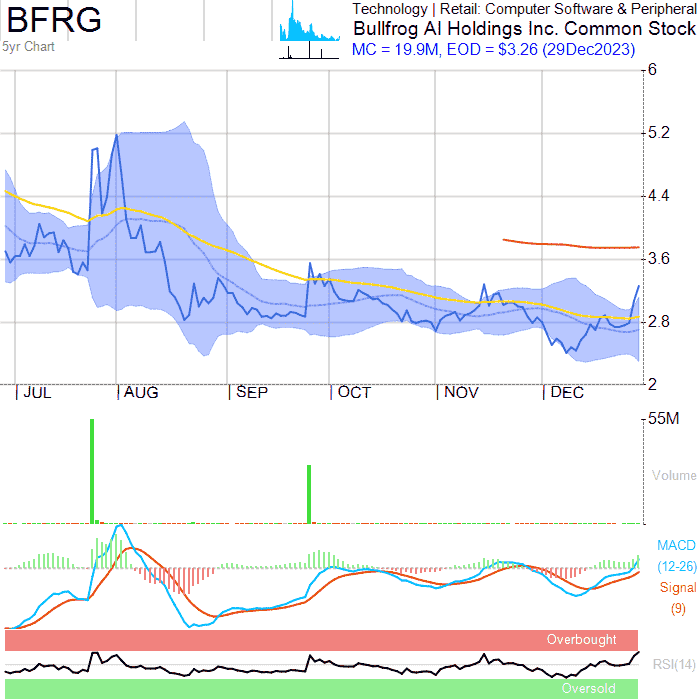 BFRG
5yr Chart
Technology | Retail: Computer Software & Peripheral
Bullfrog AI Holdings Inc. Common Stock
MC = 19.9M, EOD = $3.26 (29Dec2023)
6
5.2
4.4
3.6
2.8
2
JUL AUG SEP OCT NOV DEC
55M
Volume
MACD
(12-26)
Signal
(9)
Overbought
RSI(14)
Oversold